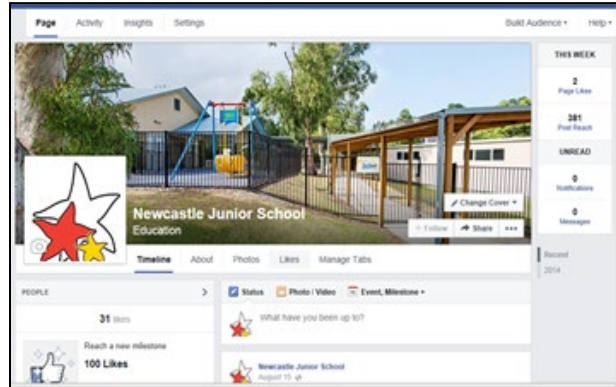 Page Activity Insights Settings Build Audience Help
THIS WEEK
2
Page Likes
381
Post Reach
UNREAD
0
Notifications
0
Messages
Recent
2014
Change Cover
Newcastle Junior School
Education
+ Follow Share •••
Timeline About Photos Likes Manage Tabs
PEOPLE >
31 likes
Reach a new milestone
100 Likes
Status Photo / Video Event, Milestone +
What have you been up to?
Newcastle Junior School
August 15